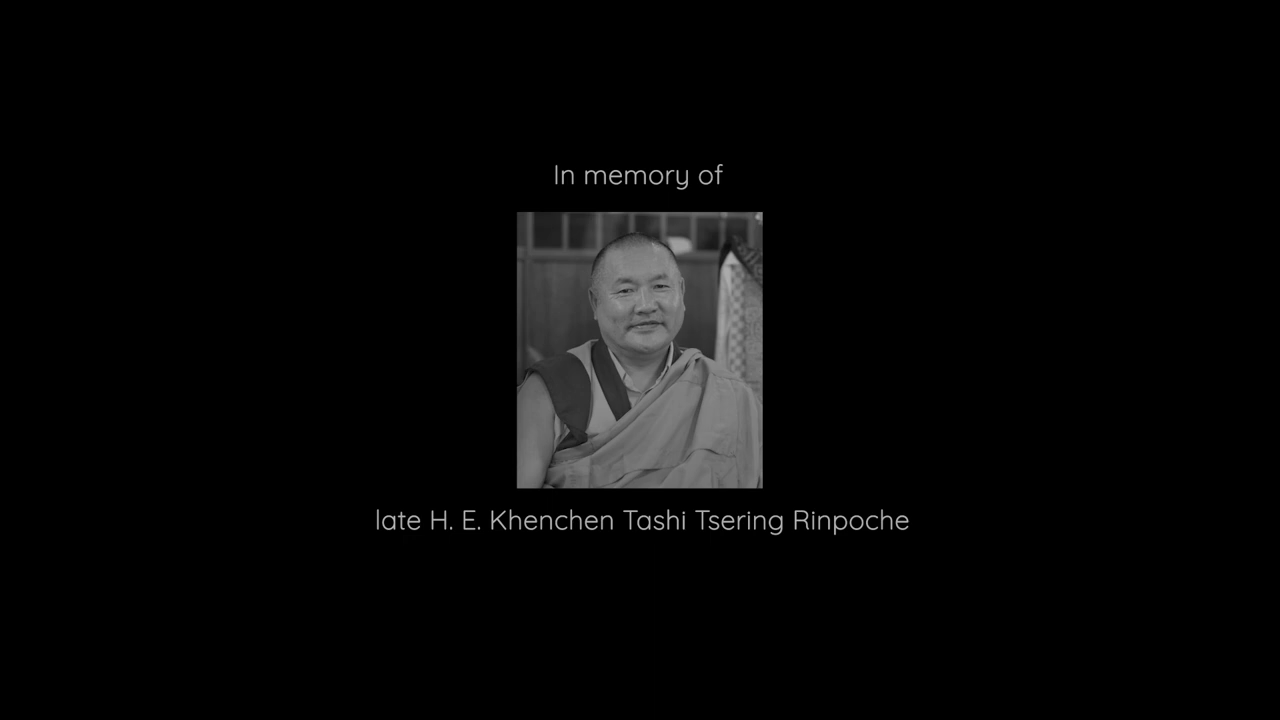 In memory of
late H. E. Khenchen Tashi Tsering Rinpoche